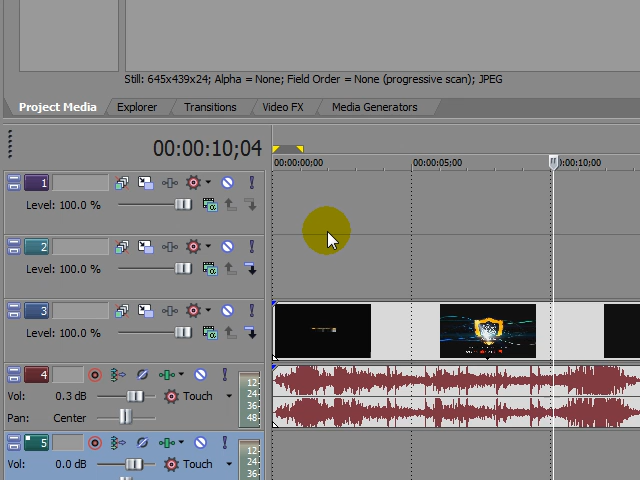 Still: 645x439x24; Alpha = None; Field Order = None (progressive scan); JPEG
Project Media Explorer Transitions Video FX Media Generators
00:00:10;04
00:00:00;00 00:00:05;00 00:00:10;00
1
Level: 100.0 %
2
Level: 100.0 %
3
Level: 100.0 %
4
Vol: 0.3 dB Touch
Pan: Center
12
24
36
48
5
Vol: 0.0 dB Touch
12
24
36